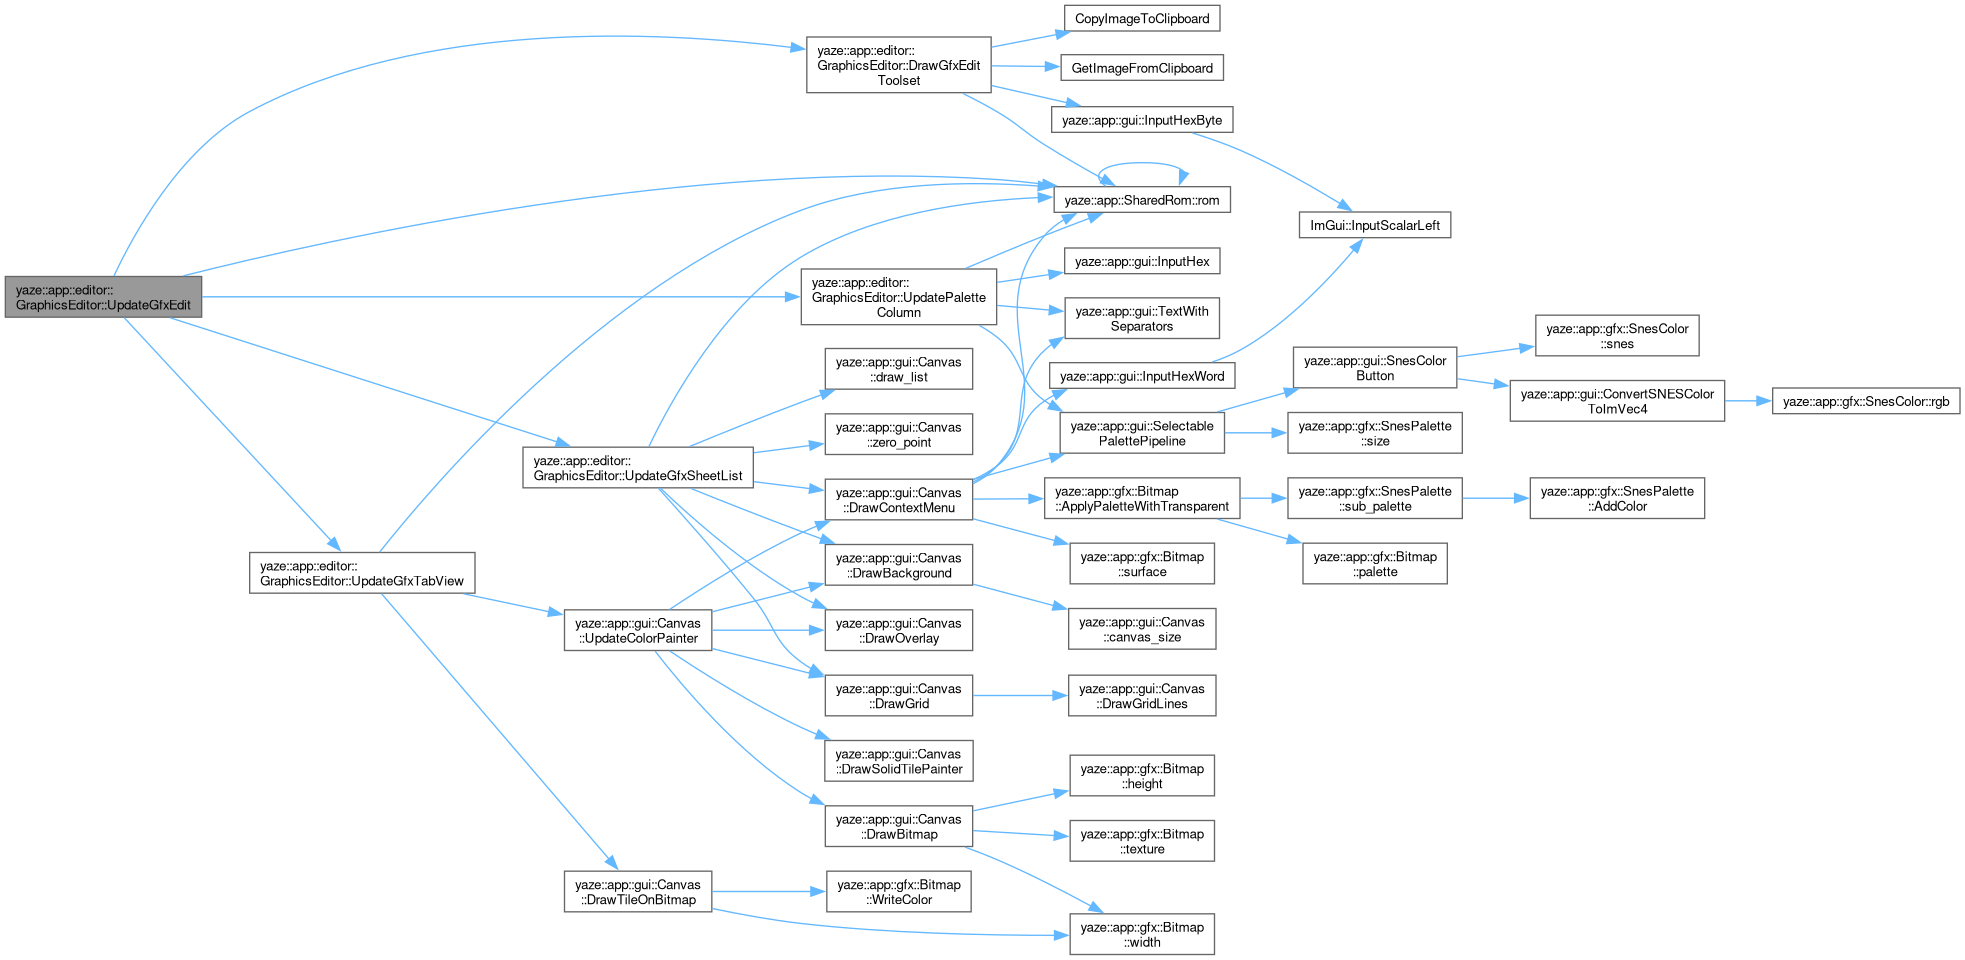 yaze::app::editor::
GraphicsEditor::UpdateGfxEdit
yaze::app::editor::
GraphicsEditor::DrawGfxEdit
Toolset
CopyImageToClipboard
GetImageFromClipboard
yaze::app::gui::InputHexByte
yaze::app::SharedRom::rom
ImGui::InputScalarLeft
yaze::app::editor::
GraphicsEditor::UpdatePalette
Column
yaze::app::gui::InputHex
yaze::app::gui::TextWith
Separators
yaze::app::gui::InputHexWord
yaze::app::gui::Selectable
PalettePipeline
yaze::app::gui::SnesColor
Button
yaze::app::gfx::SnesColor
::snes
yaze::app::gui::ConvertSNESColor
ToImVec4
yaze::app::gfx::SnesColor::rgb
yaze::app::gfx::SnesPalette
::size
yaze::app::editor::
GraphicsEditor::UpdateGfxSheetList
yaze::app::gui::Canvas
::draw_list
yaze::app::gui::Canvas
::zero_point
yaze::app::gui::Canvas
::DrawContextMenu
yaze::app::gfx::Bitmap
::ApplyPaletteWithTransparent
yaze::app::gfx::SnesPalette
::sub_palette
yaze::app::gfx::SnesPalette
::AddColor
yaze::app::gfx::Bitmap
::palette
yaze::app::gfx::Bitmap
::surface
yaze::app::gui::Canvas
::DrawBackground
yaze::app::gui::Canvas
::canvas_size
yaze::app::editor::
GraphicsEditor::UpdateGfxTabView
yaze::app::gui::Canvas
::UpdateColorPainter
yaze::app::gui::Canvas
::DrawOverlay
yaze::app::gui::Canvas
::DrawGrid
yaze::app::gui::Canvas
::DrawGridLines
yaze::app::gui::Canvas
::DrawSolidTilePainter
yaze::app::gui::Canvas
::DrawBitmap
yaze::app::gfx::Bitmap
::height
yaze::app::gfx::Bitmap
::texture
yaze::app::gui::Canvas
::DrawTileOnBitmap
yaze::app::gfx::Bitmap
::WriteColor
yaze::app::gfx::Bitmap
::width